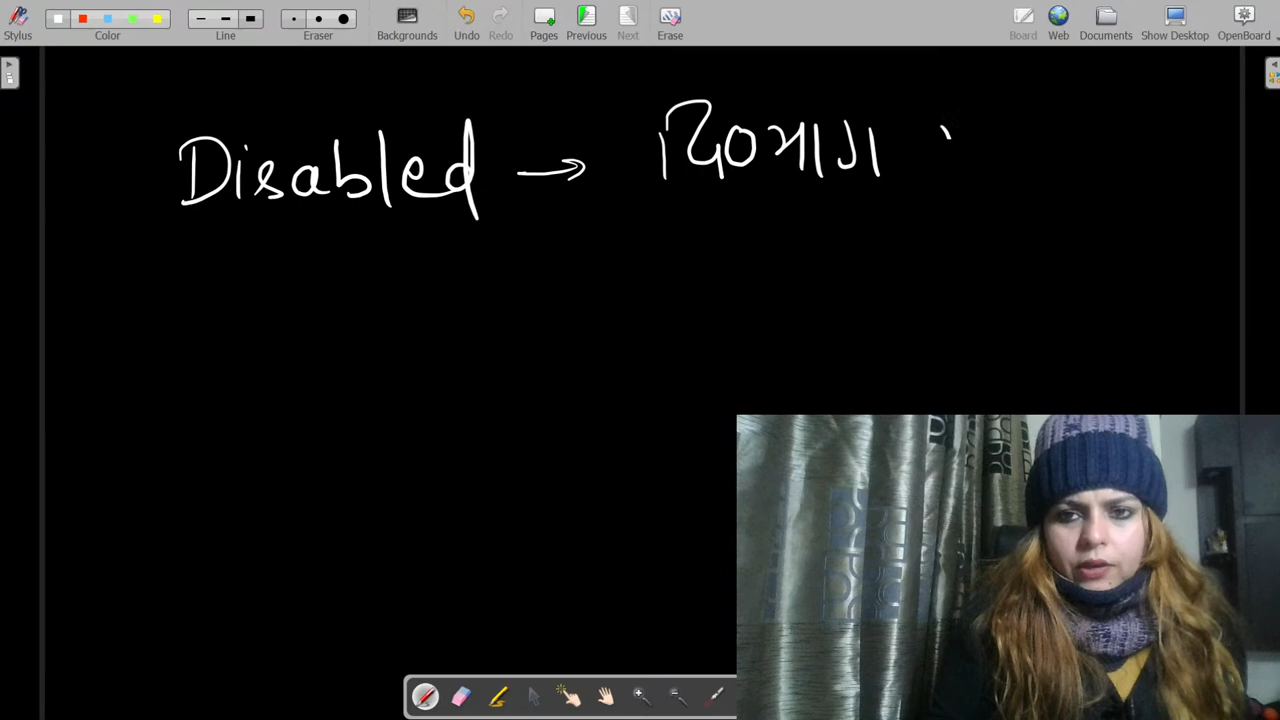 Stylus Color Line Eraser Backgrounds Undo Redo Pages Previous Next Erase Board Web Documents Show Desktop OpenBoard
Disabled → दिव्याग